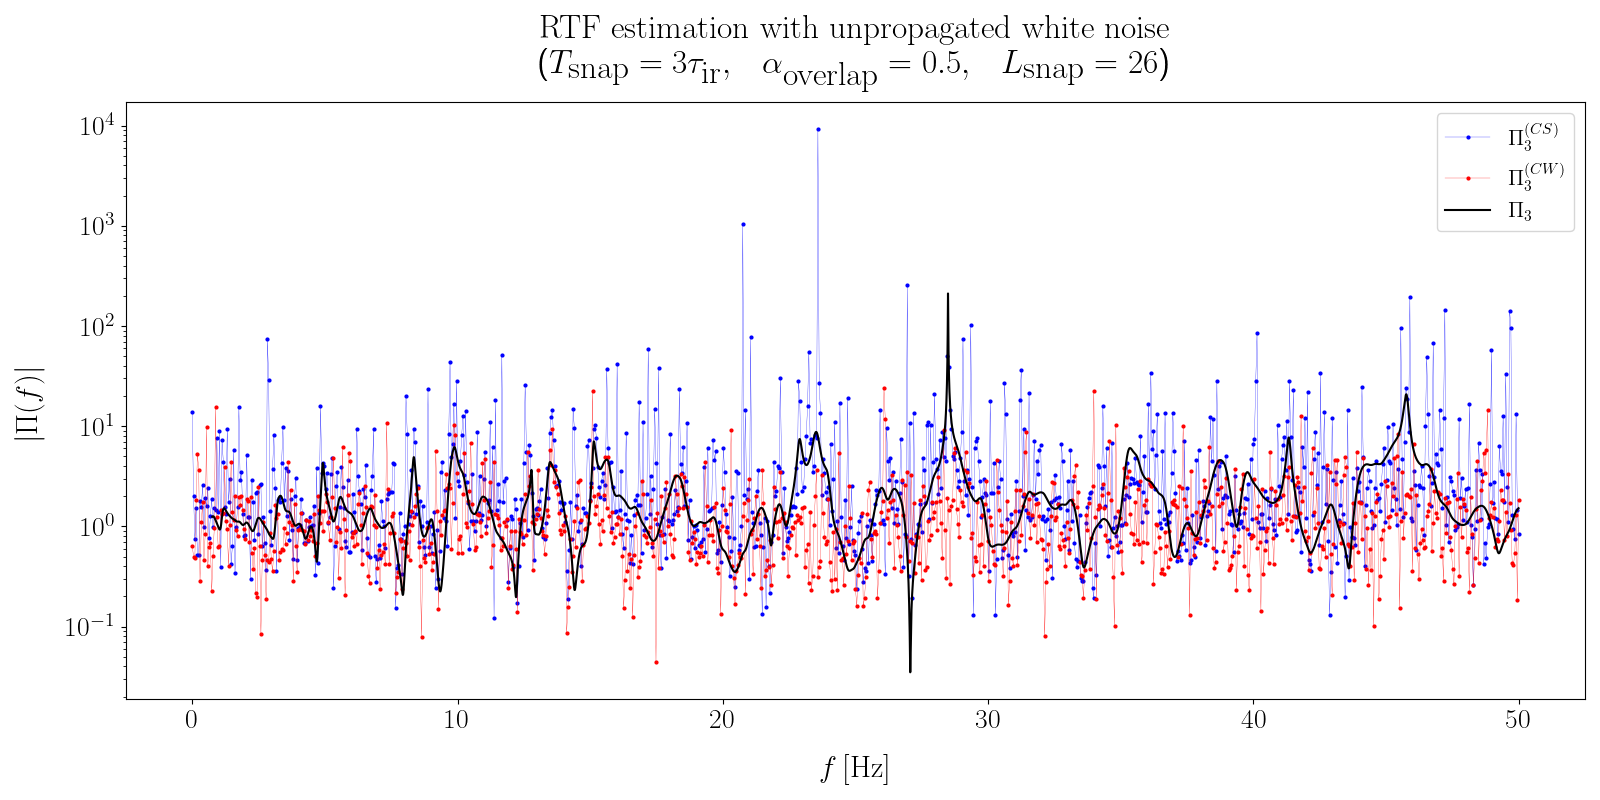 RTF estimation with unpropagated white noise
(T_snap = 3τ_ir, α_overlap = 0.5, L_snap = 26)
|Π(f)|
10^4
10^3
10^2
10^1
10^0
10^−1
Π_3^(CS)
Π_3^(CW)
Π_3
0 10 20 30 40 50
f [Hz]